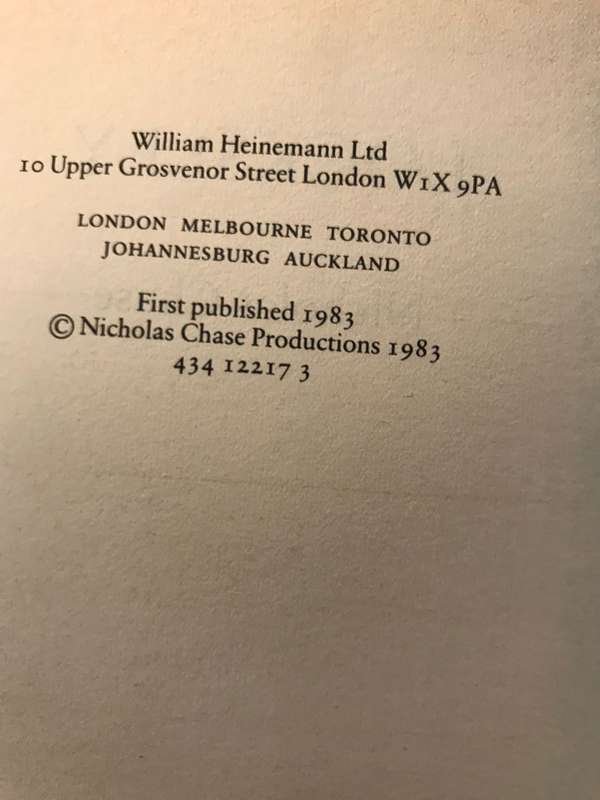 William Heinemann Ltd
10 Upper Grosvenor Street London W1X 9PA
LONDON MELBOURNE TORONTO
JOHANNESBURG AUCKLAND
First published 1983
© Nicholas Chase Productions 1983
434 12217 3